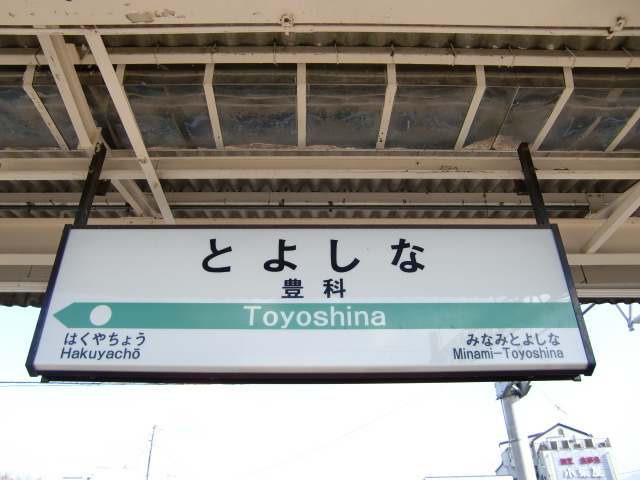 とよしな
豊科
Toyoshina
はくやちょう
Hakuyachō
みなみとよしな
Minami-Toyoshina